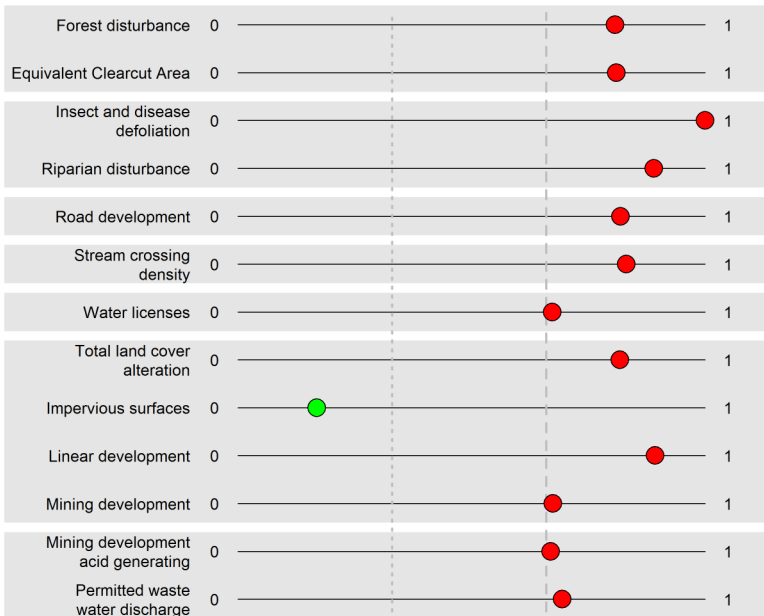 Forest disturbance 0 1
Equivalent Clearcut Area 0 1
Insect and disease
defoliation 0 1
Riparian disturbance 0 1
Road development 0 1
Stream crossing
density 0 1
Water licenses 0 1
Total land cover
alteration 0 1
Impervious surfaces 0 1
Linear development 0 1
Mining development 0 1
Mining development
acid generating 0 1
Permitted waste
water discharge 0 1